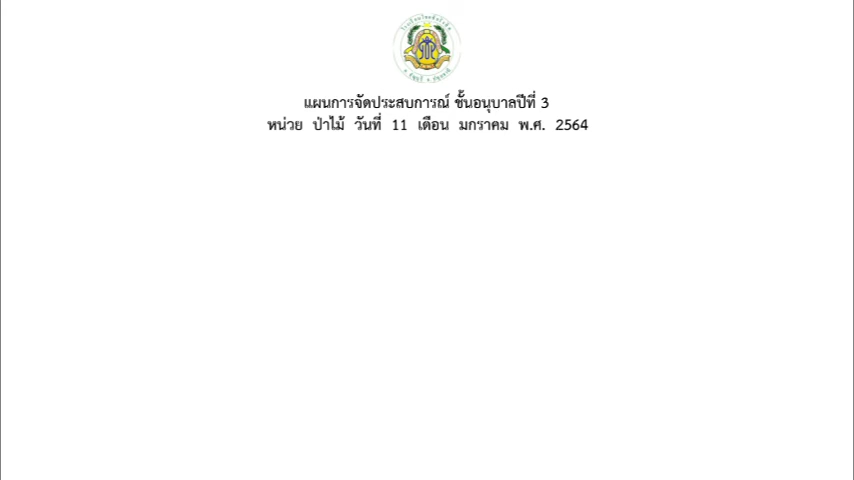 แผนการจัดประสบการณ์ ชั้นอนุบาลปีที่ 3
หน่วย ป่าไม้ วันที่ 11 เดือน มกราคม พ.ศ. 2564